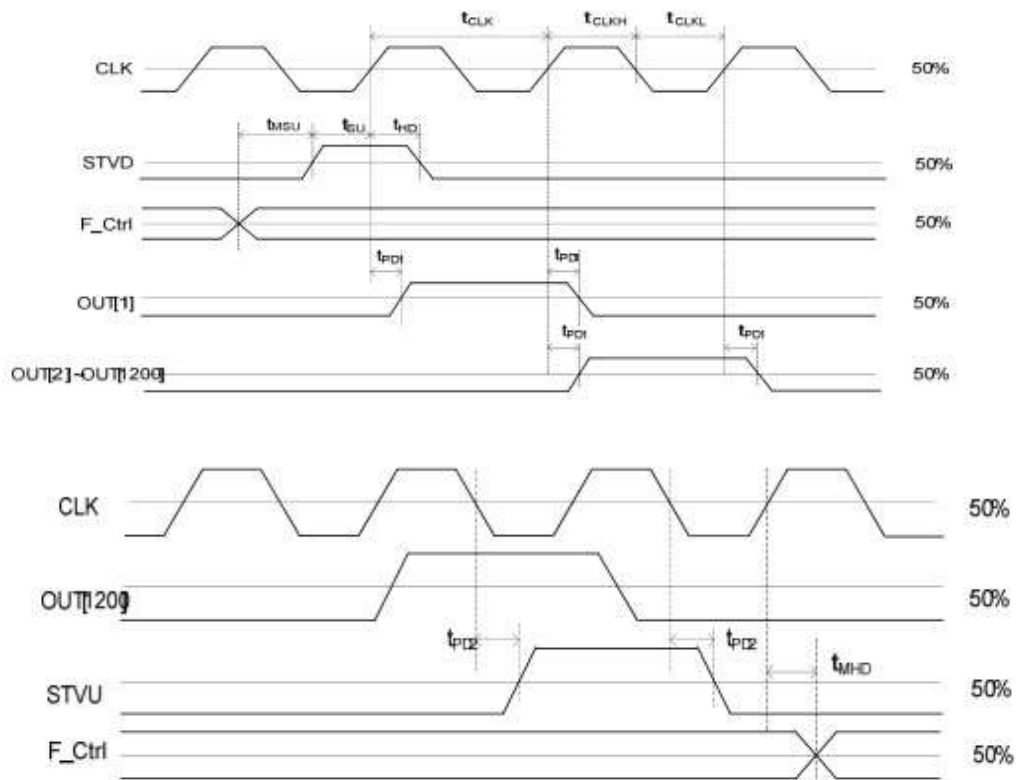 tCLK tCLKH tCLKL
CLK 50%
tMSU tSU tHD
STVD 50%
F_Ctrl 50%
tPD1 tPD1
OUT[1] 50%
tPD1 tPD1
OUT[2]~OUT[1200] 50%
CLK 50%
OUT[1200] 50%
tPD2 tPD2 tMHD
STVU 50%
F_Ctrl 50%